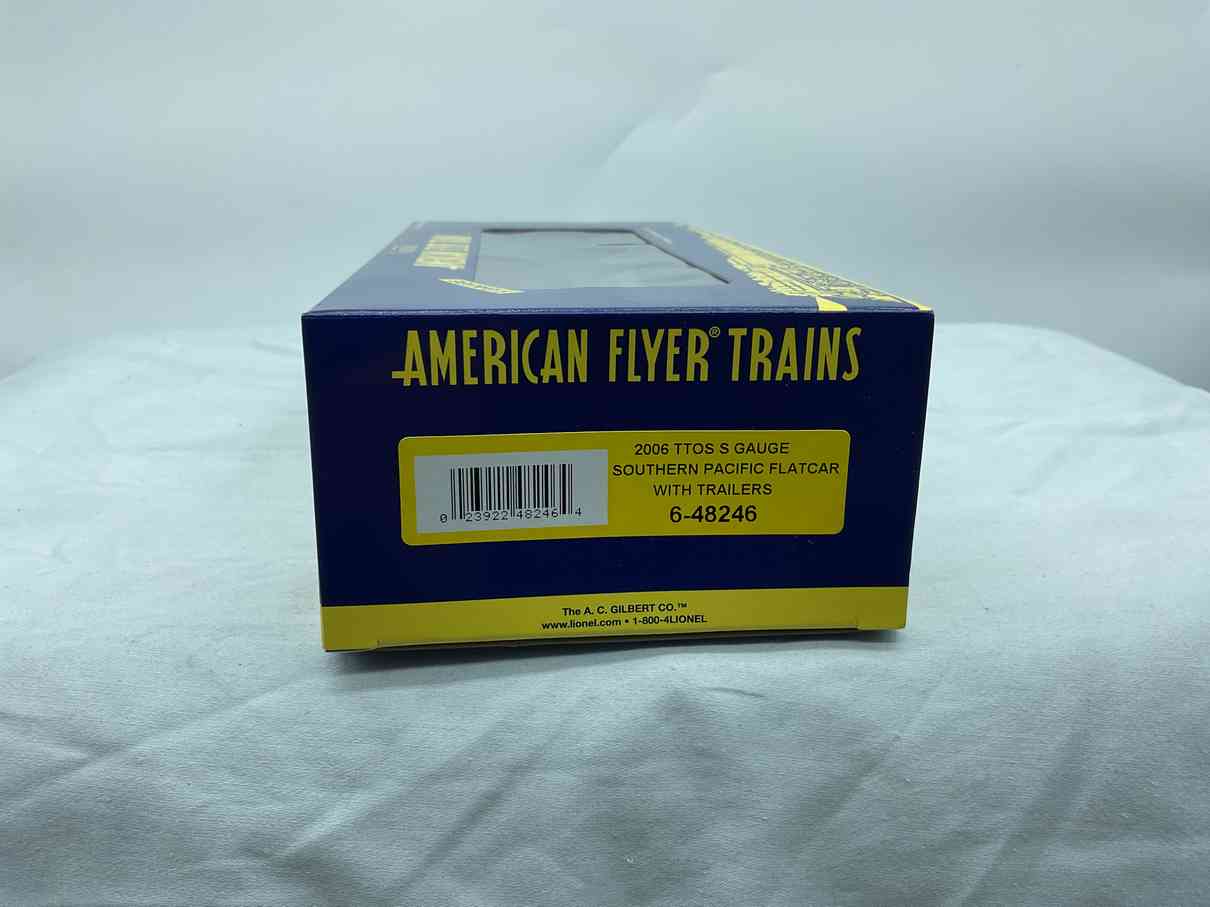 AMERICAN FLYER® TRAINS
2006 TTOS S GAUGE
SOUTHERN PACIFIC FLATCAR
WITH TRAILERS
6-48246
0 23922 48246 4
The A. C. GILBERT CO.™
www.lionel.com • 1-800-4LIONEL